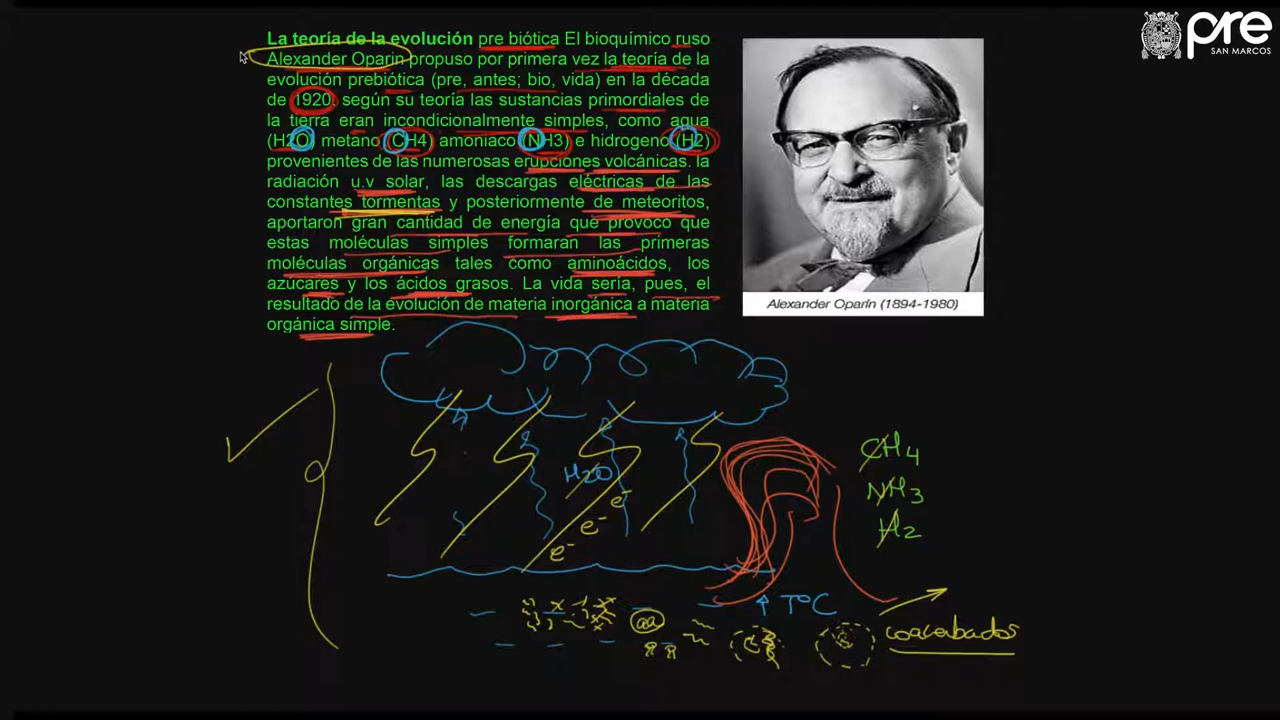 La teoría de la evolución pre biótica El bioquímico ruso
Alexander Oparin propuso por primera vez la teoría de la
evolución prebiótica (pre, antes; bio, vida) en la década
de 1920. según su teoría las sustancias primordiales de
la tierra eran incondicionalmente simples, como agua
(H2O) metano (CH4) amoniaco (NH3) e hidrogeno (H2)
provenientes de las numerosas erupciones volcánicas. la
radiación u.v solar, las descargas eléctricas de las
constantes tormentas y posteriormente de meteoritos,
aportaron gran cantidad de energía que provoco que
estas moléculas simples formaran las primeras
moléculas orgánicas tales como aminoácidos, los
azúcares y los ácidos grasos. La vida sería, pues, el
resultado de la evolución de materia inorgánica a materia
orgánica simple.
Alexander Oparín (1894-1980)
pre
SAN MARCOS
H2O
e-
e-
e-
CH4
NH3
H2
T°C
aa
coacerbados